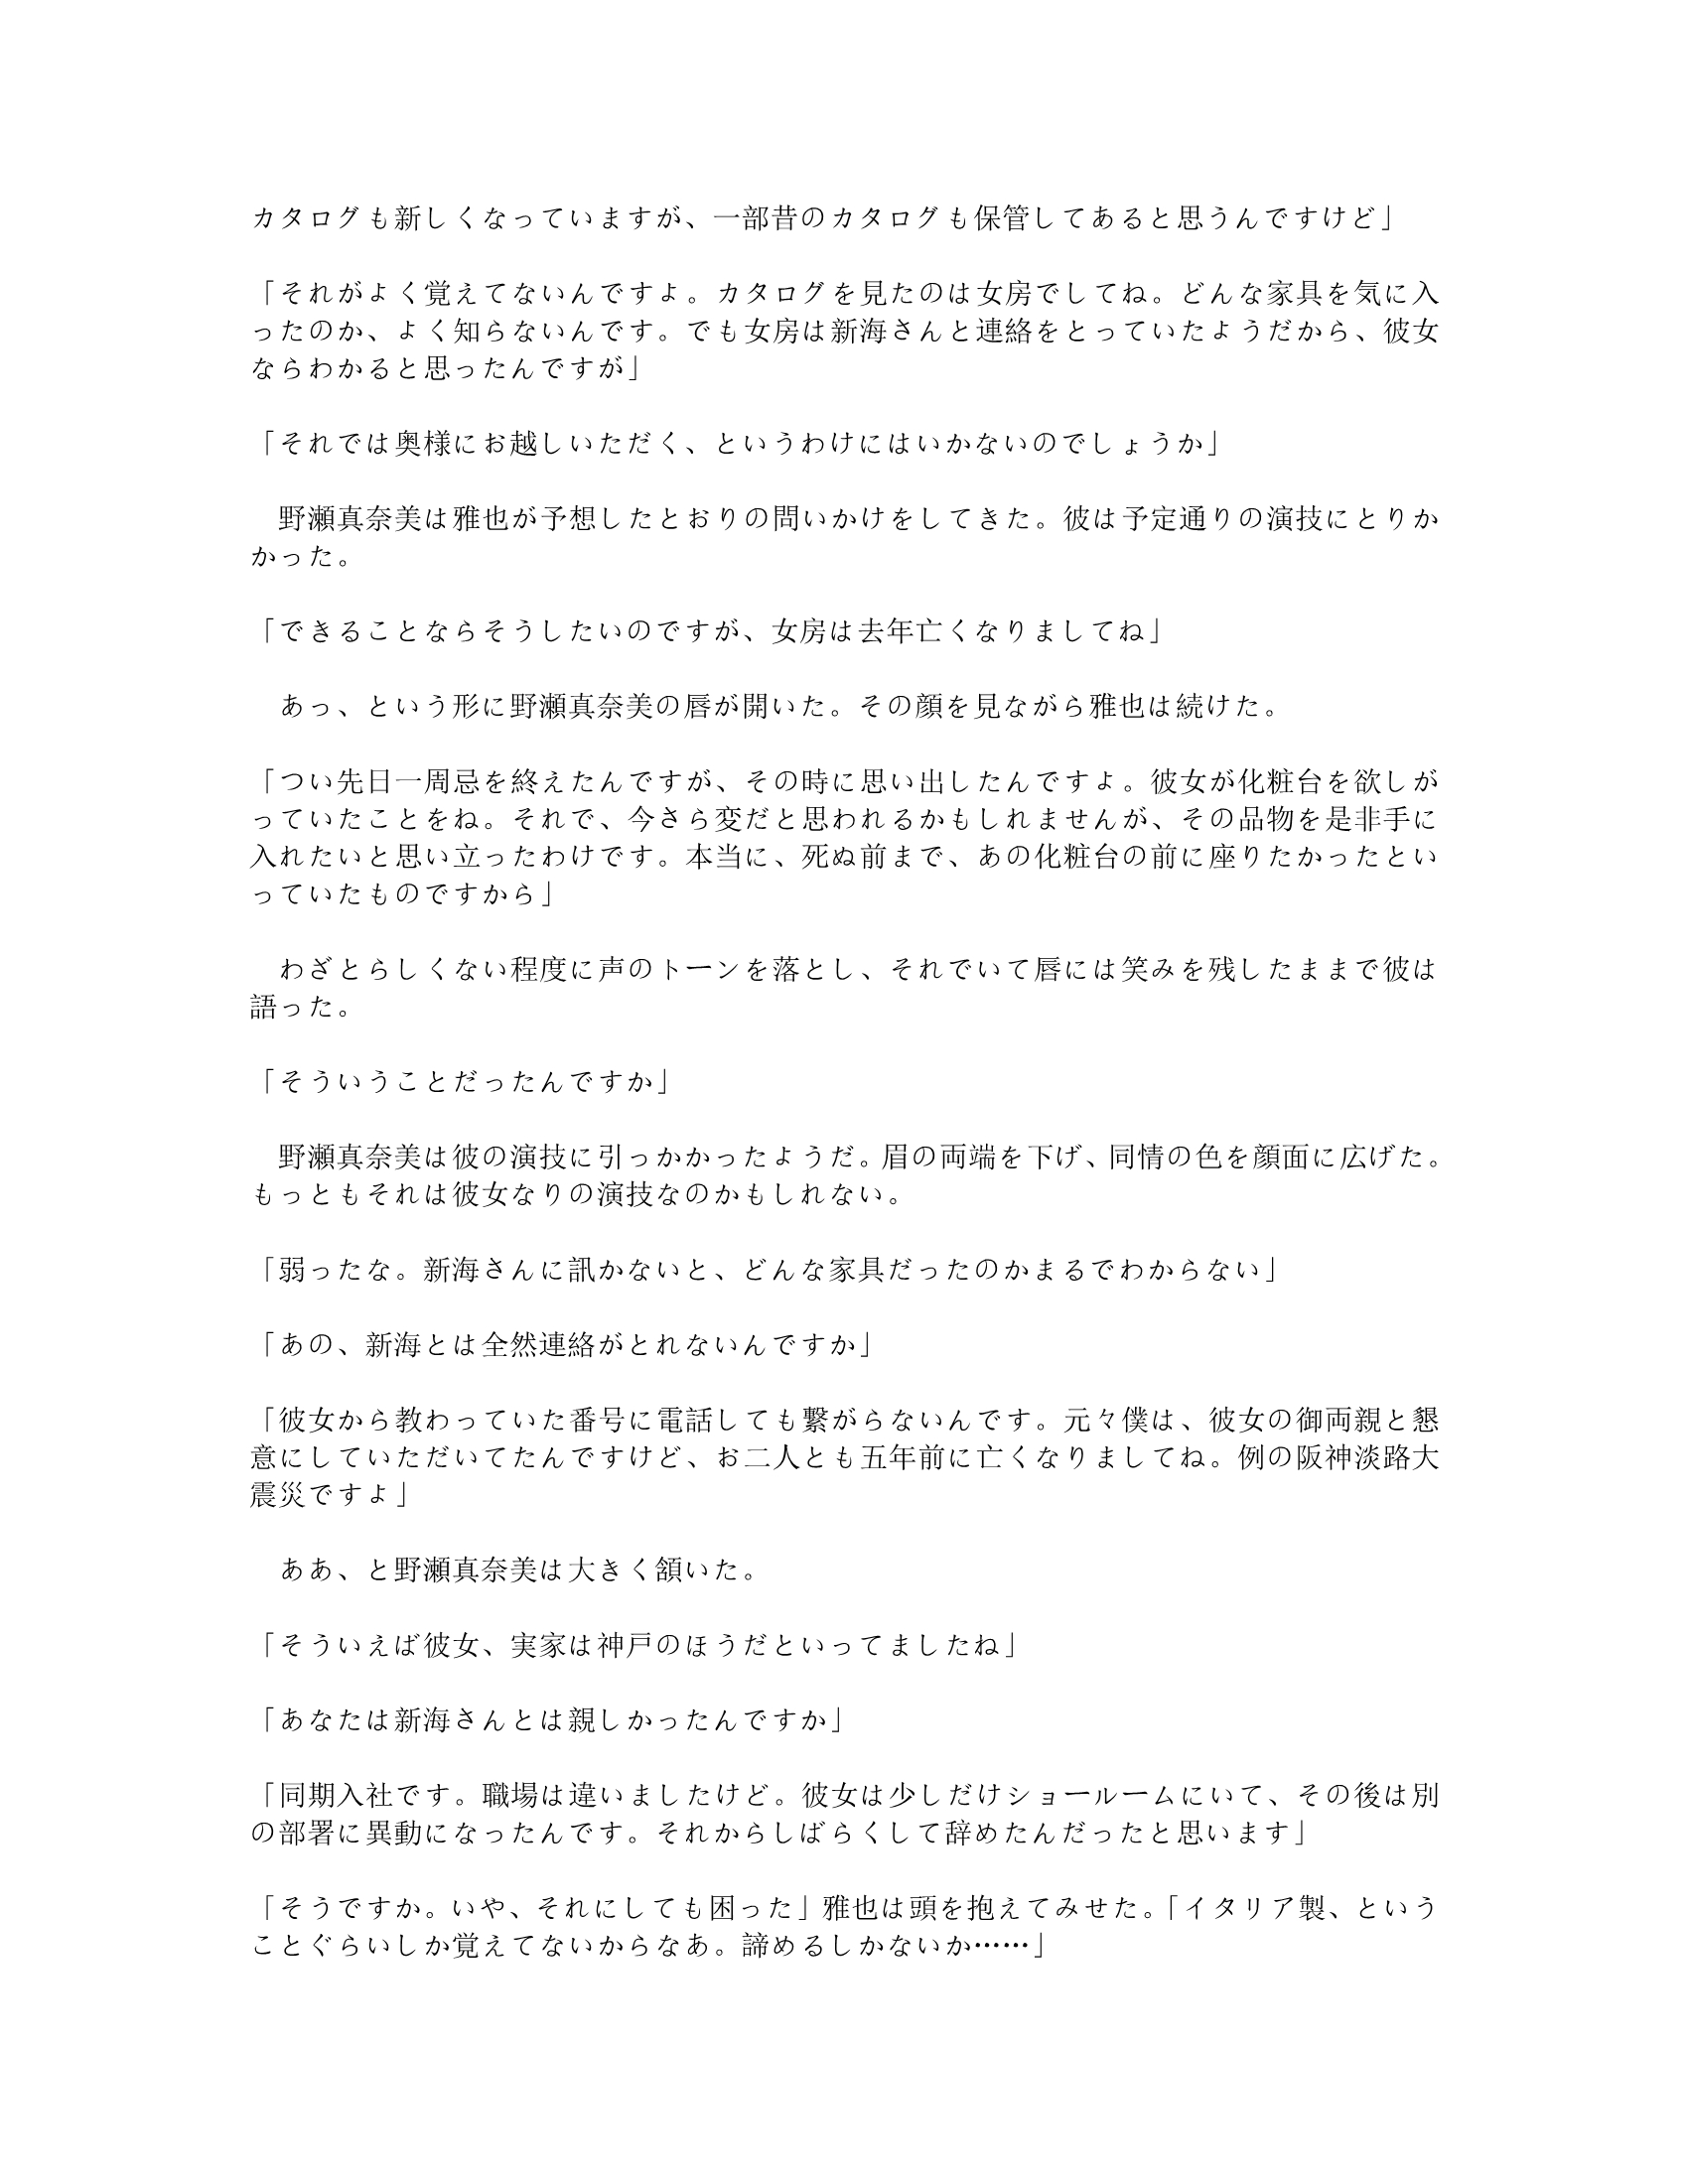 カタログも新しくなっていますが、一部昔のカタログも保管してあると思うんですけど」
「それがよく覚えてないんですよ。カタログを見たのは女房でしてね。どんな家具を気に入
ったのか、よく知らないんです。でも女房は新海さんと連絡をとっていたようだから、彼女
ならわかると思ったんですが」
「それでは奥様にお越しいただく、というわけにはいかないのでしょうか」
　野瀬真奈美は雅也が予想したとおりの問いかけをしてきた。彼は予定通りの演技にとりか
かった。
「できることならそうしたいのですが、女房は去年亡くなりましてね」
　あっ、という形に野瀬真奈美の唇が開いた。その顔を見ながら雅也は続けた。
「つい先日一周忌を終えたんですが、その時に思い出したんですよ。彼女が化粧台を欲しが
っていたことをね。それで、今さら変だと思われるかもしれませんが、その品物を是非手に
入れたいと思い立ったわけです。本当に、死ぬ前まで、あの化粧台の前に座りたかったとい
っていたものですから」
　わざとらしくない程度に声のトーンを落とし、それでいて唇には笑みを残したままで彼は
語った。
「そういうことだったんですか」
　野瀬真奈美は彼の演技に引っかかったようだ。眉の両端を下げ、同情の色を顔面に広げた。
もっともそれは彼女なりの演技なのかもしれない。
「弱ったな。新海さんに訊かないと、どんな家具だったのかまるでわからない」
「あの、新海とは全然連絡がとれないんですか」
「彼女から教わっていた番号に電話しても繋がらないんです。元々僕は、彼女の御両親と懇
意にしていただいてたんですけど、お二人とも五年前に亡くなりましてね。例の阪神淡路大
震災ですよ」
　ああ、と野瀬真奈美は大きく頷いた。
「そういえば彼女、実家は神戸のほうだといってましたね」
「あなたは新海さんとは親しかったんですか」
「同期入社です。職場は違いましたけど。彼女は少しだけショールームにいて、その後は別
の部署に異動になったんです。それからしばらくして辞めたんだったと思います」
「そうですか。いや、それにしても困った」雅也は頭を抱えてみせた。「イタリア製、という
ことぐらいしか覚えてないからなあ。諦めるしかないか……」